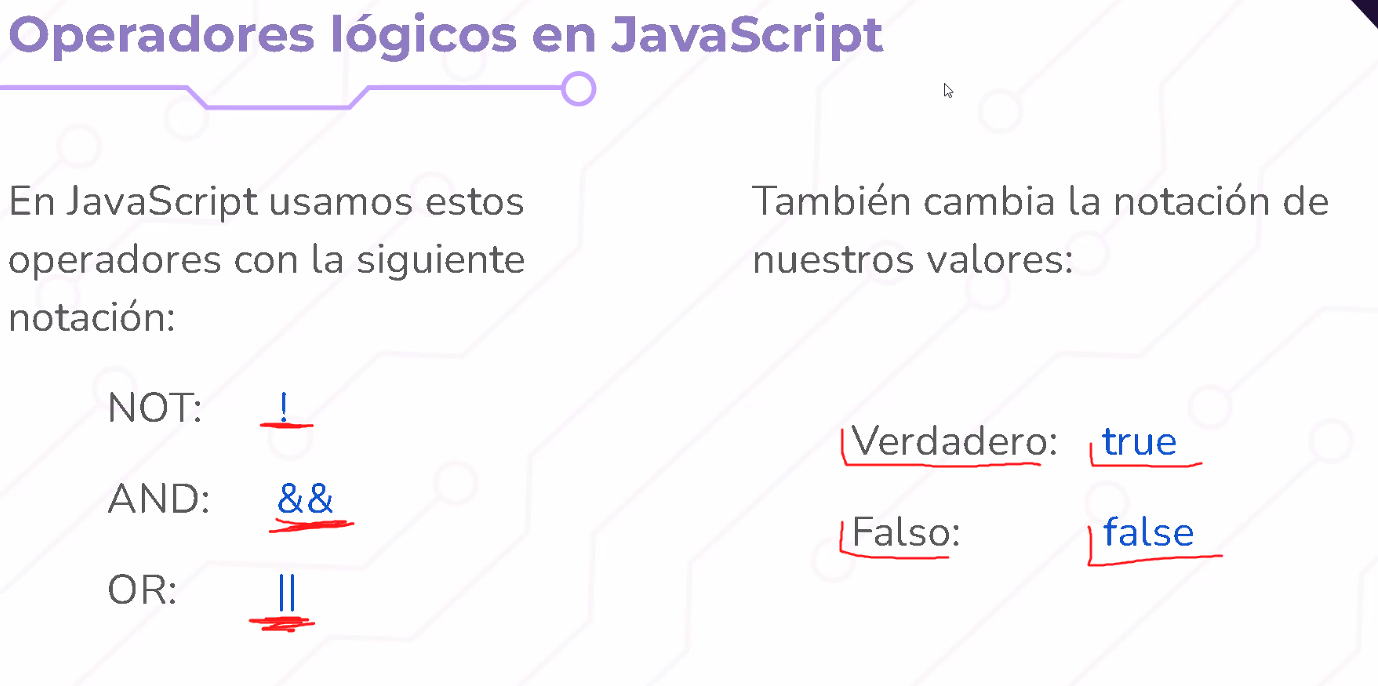 Operadores lógicos en JavaScript
En JavaScript usamos estos
operadores con la siguiente
notación:
NOT: !
AND: &&
OR: ||
También cambia la notación de
nuestros valores:
Verdadero: true
Falso: false